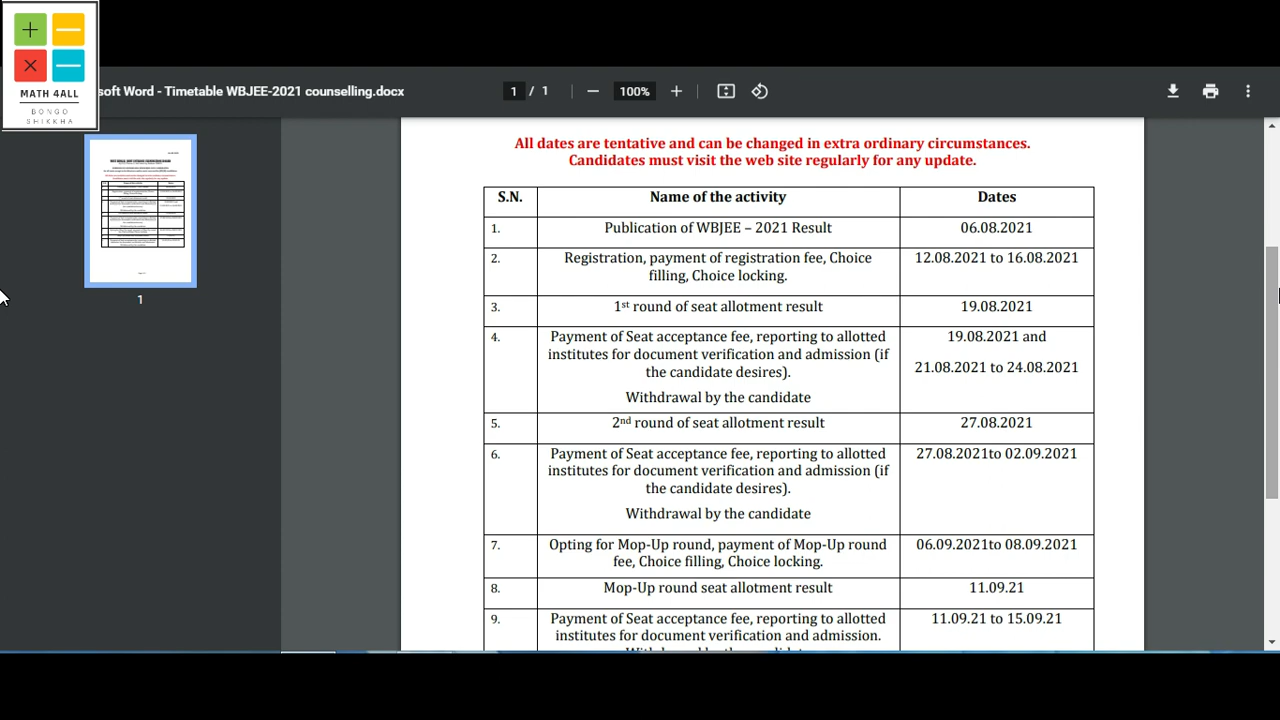 MATH 4ALL
BONGO
SHIKKHA
soft Word - Timetable WBJEE-2021 counselling.docx
1 / 1
100%
1
All dates are tentative and can be changed in extra ordinary circumstances.
Candidates must visit the web site regularly for any update.
S.N. Name of the activity Dates
1. Publication of WBJEE – 2021 Result 06.08.2021
2. Registration, payment of registration fee, Choice 12.08.2021 to 16.08.2021
filling, Choice locking.
3. 1st round of seat allotment result 19.08.2021
4. Payment of Seat acceptance fee, reporting to allotted 19.08.2021 and
institutes for document verification and admission (if
the candidate desires). 21.08.2021 to 24.08.2021
Withdrawal by the candidate
5. 2nd round of seat allotment result 27.08.2021
6. Payment of Seat acceptance fee, reporting to allotted 27.08.2021to 02.09.2021
institutes for document verification and admission (if
the candidate desires).
Withdrawal by the candidate
7. Opting for Mop-Up round, payment of Mop-Up round 06.09.2021to 08.09.2021
fee, Choice filling, Choice locking.
8. Mop-Up round seat allotment result 11.09.21
9. Payment of Seat acceptance fee, reporting to allotted 11.09.21 to 15.09.21
institutes for document verification and admission.